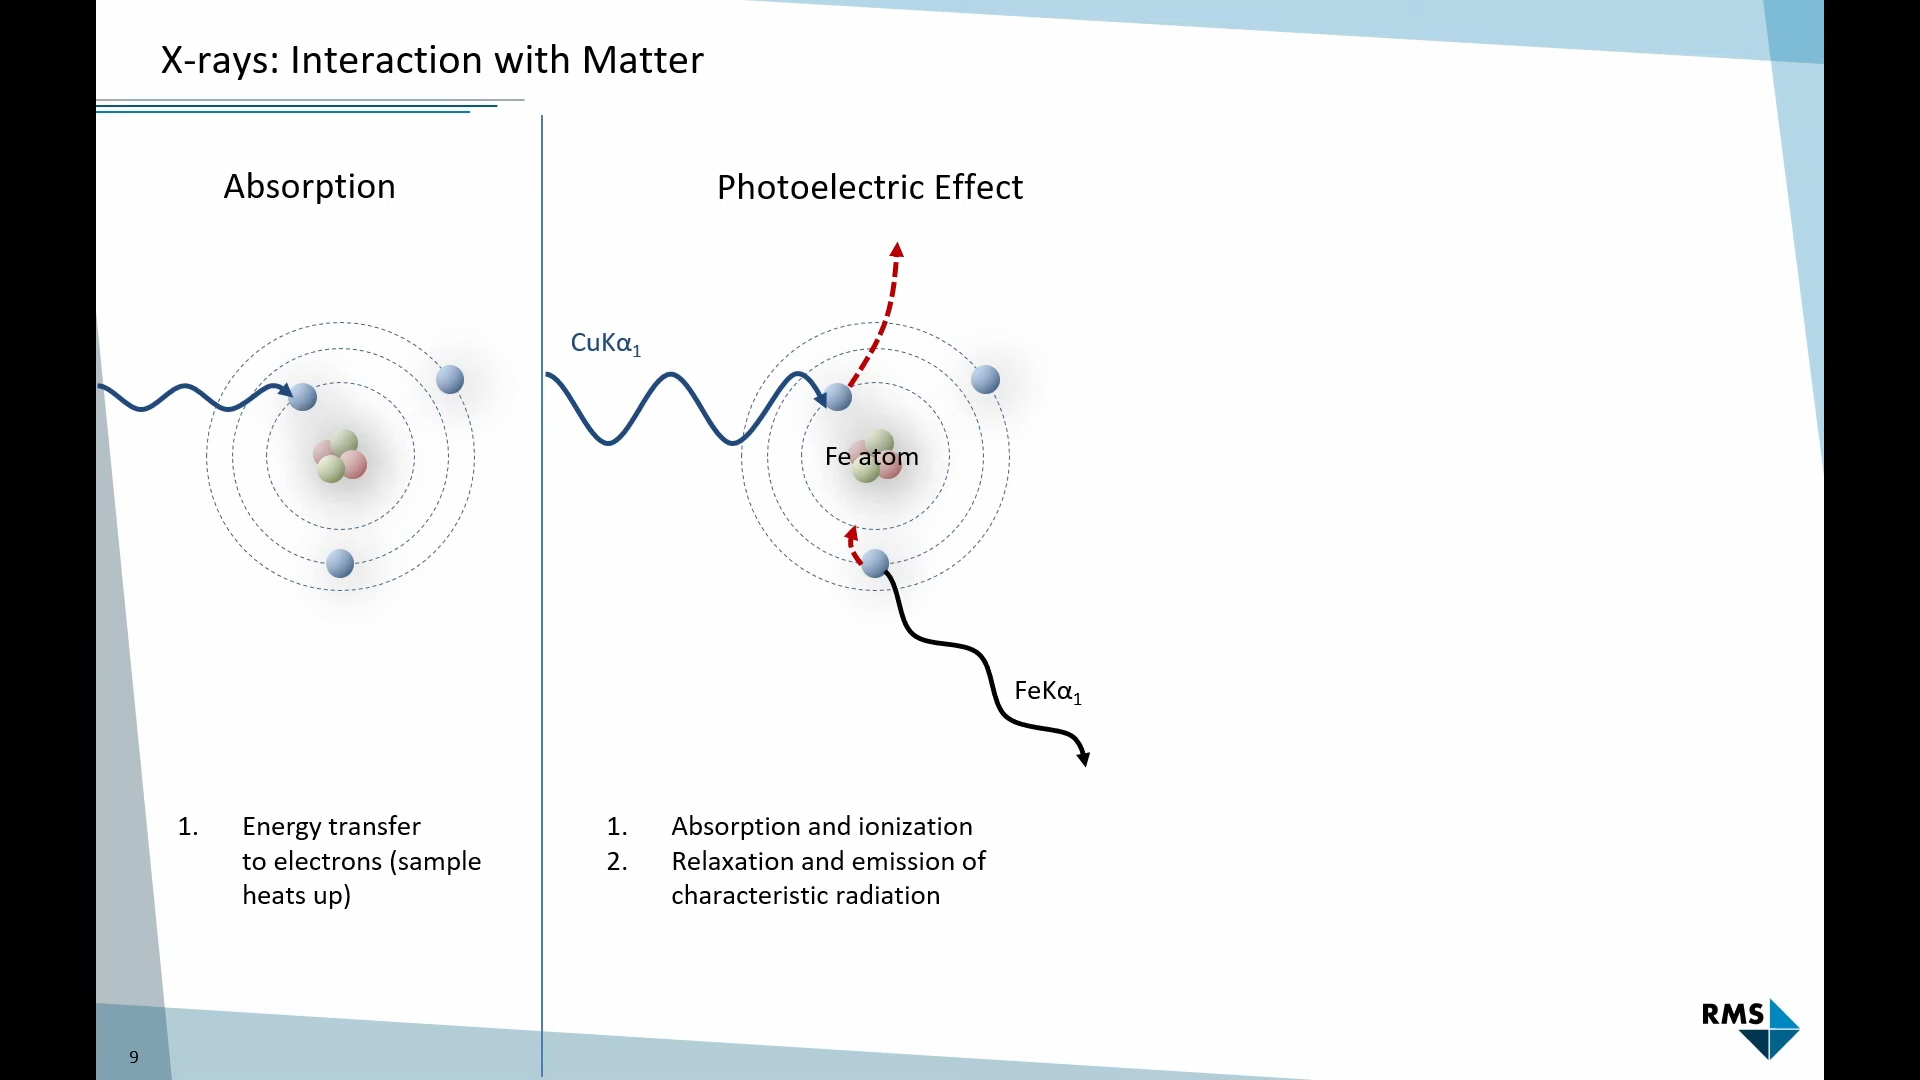 X-rays: Interaction with Matter
Absorption
1. Energy transfer
to electrons (sample
heats up)
Photoelectric Effect
CuKα₁
Fe atom
FeKα₁
1. Absorption and ionization
2. Relaxation and emission of
characteristic radiation
9
RMS